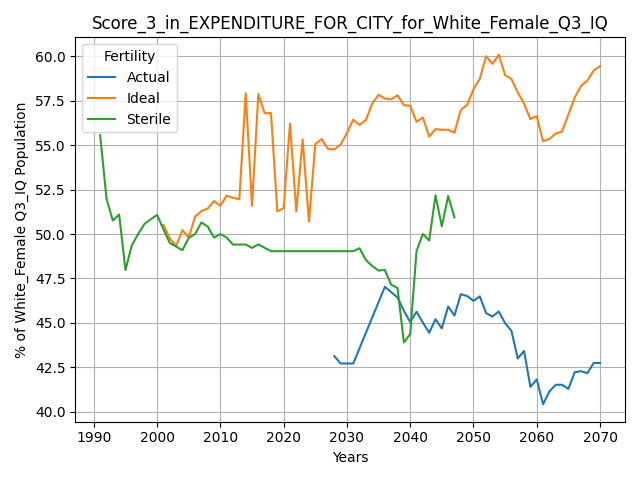 Score_3_in_EXPENDITURE_FOR_CITY_for_White_Female_Q3_IQ
Fertility
Actual
Ideal
Sterile
% of White_Female Q3_IQ Population
60.0
57.5
55.0
52.5
50.0
47.5
45.0
42.5
40.0
1990 2000 2010 2020 2030 2040 2050 2060 2070
Years